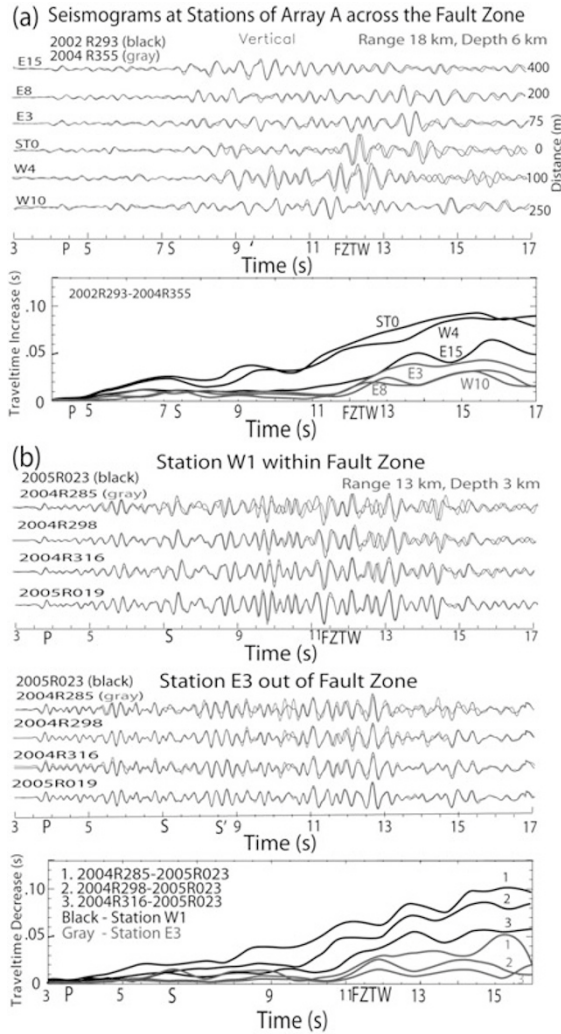 (a) Seismograms at Stations of Array A across the Fault Zone
2002 R293 (black) Vertical Range 18 km, Depth 6 km
2004 R355 (gray)
E15 400
E8 200
E3 75
ST0 0
W4 100
W10 250
Distance (m)
3 P 5 7 S 9 ' 11 FZTW 13 15 17
Time (s)
2002R293-2004R355
Traveltime Increase (s)
.10
.05
0
ST0
W4
E15
E3
E8
W10
P 5 7 S 9 11 FZTW 13 15 17
Time (s)
(b) Station W1 within Fault Zone
2005R023 (black)
2004R285 (gray) Range 13 km, Depth 3 km
2004R298
2004R316
2005R019
3 P 5 S 9 11 FZTW 13 15 17
Time (s)
2005R023 (black) Station E3 out of Fault Zone
2004R285 (gray)
2004R298
2004R316
2005R019
3 P 5 S S' 9 11 13 15 17
Time (s)
Traveltime Decrease (s)
.10
.05
0
1. 2004R285-2005R023
2. 2004R298-2005R023
3. 2004R316-2005R023
Black - Station W1
Gray - Station E3
1
2
3
1
2
3
3 P 5 S 9 11 FZTW 13 15
Time (s)